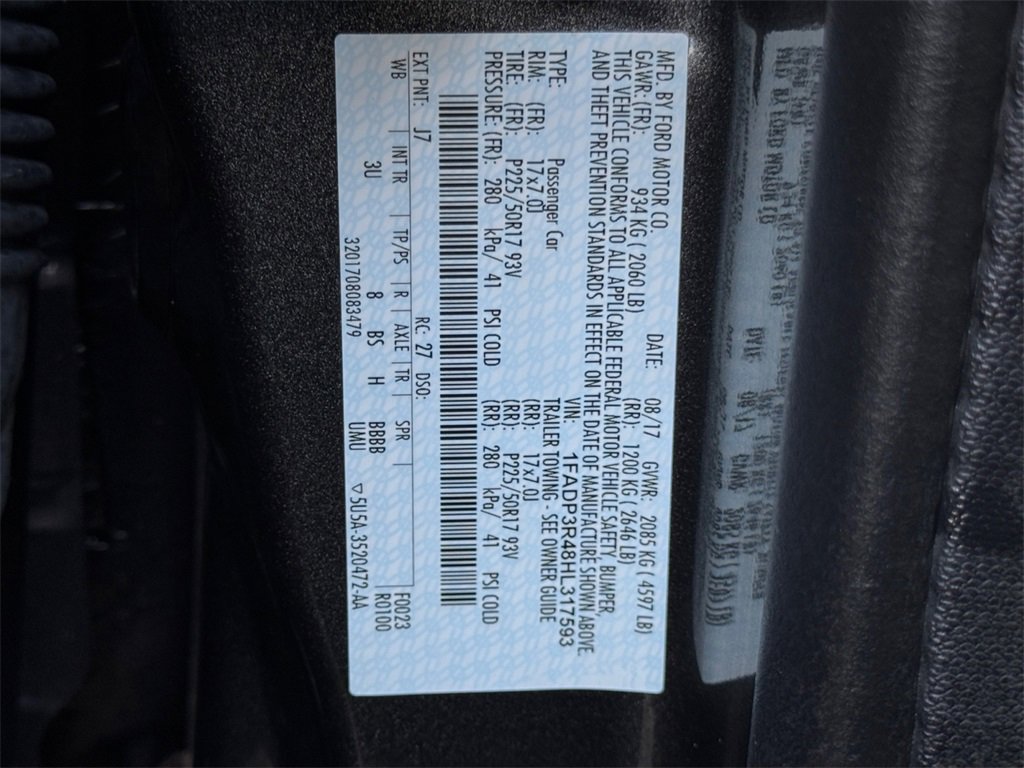 MFD. BY FORD MOTOR CO.
DATE: 08/17 GVWR: 2085 KG ( 4597 LB)
GAWR: (FR): 934 KG ( 2060 LB) (RR): 1200 KG ( 2646 LB)
THIS VEHICLE CONFORMS TO ALL APPLICABLE FEDERAL MOTOR VEHICLE SAFETY, BUMPER,
AND THEFT PREVENTION STANDARDS IN EFFECT ON THE DATE OF MANUFACTURE SHOWN ABOVE.
VIN: 1FADP3R48HL317593
TYPE: Passenger Car TRAILER TOWING - SEE OWNER GUIDE
RIM: (FR): 17x7.0J (RR): 17x7.0J
TIRE: (FR): P225/50R17 93V (RR): P225/50R17 93V
PRESSURE: (FR): 280 kPa/ 41 PSI COLD (RR): 280 kPa/ 41 PSI COLD
EXT PNT: J7 RC: 27 DSO: F0023
WB | INT TR | TP/PS | R | AXLE | TR | SPR | R0100
3U 8 BS H BBBB
UMU
3201708083479 ▽ 5U5A-3520472-AA